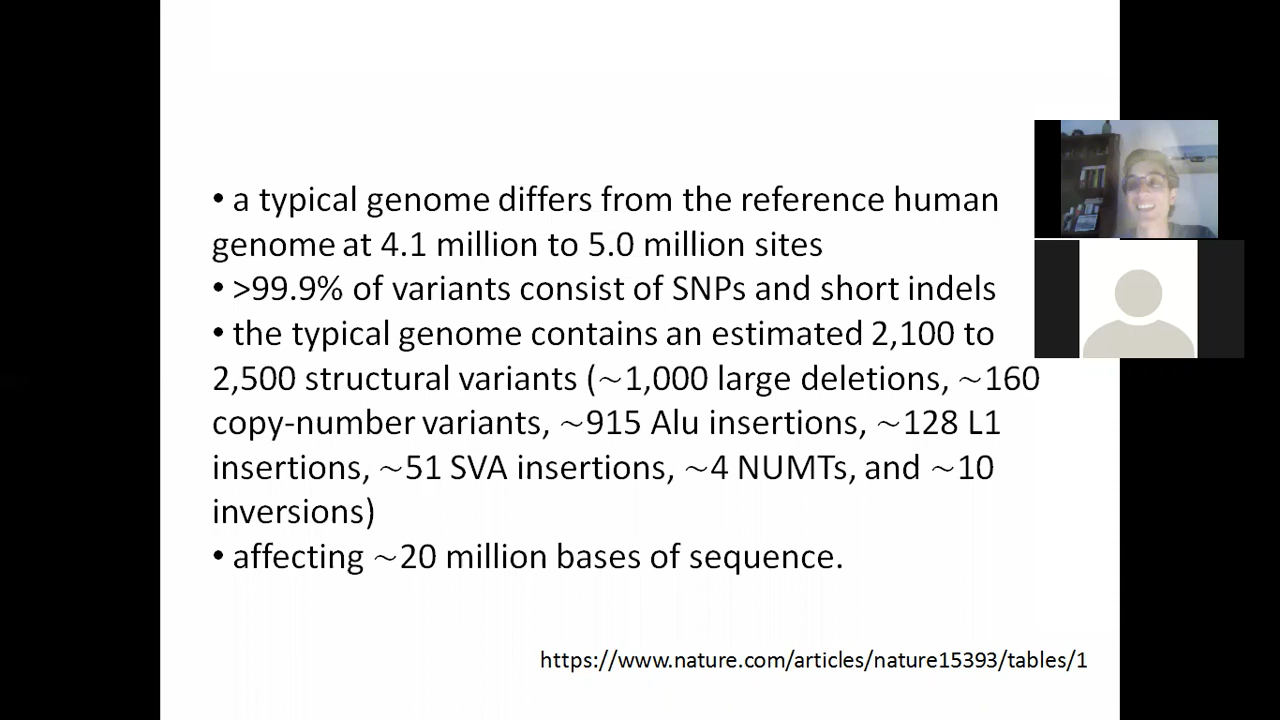 • a typical genome differs from the reference human
genome at 4.1 million to 5.0 million sites
• >99.9% of variants consist of SNPs and short indels
• the typical genome contains an estimated 2,100 to
2,500 structural variants (~1,000 large deletions, ~160
copy-number variants, ~915 Alu insertions, ~128 L1
insertions, ~51 SVA insertions, ~4 NUMTs, and ~10
inversions)
• affecting ~20 million bases of sequence.
https://www.nature.com/articles/nature15393/tables/1